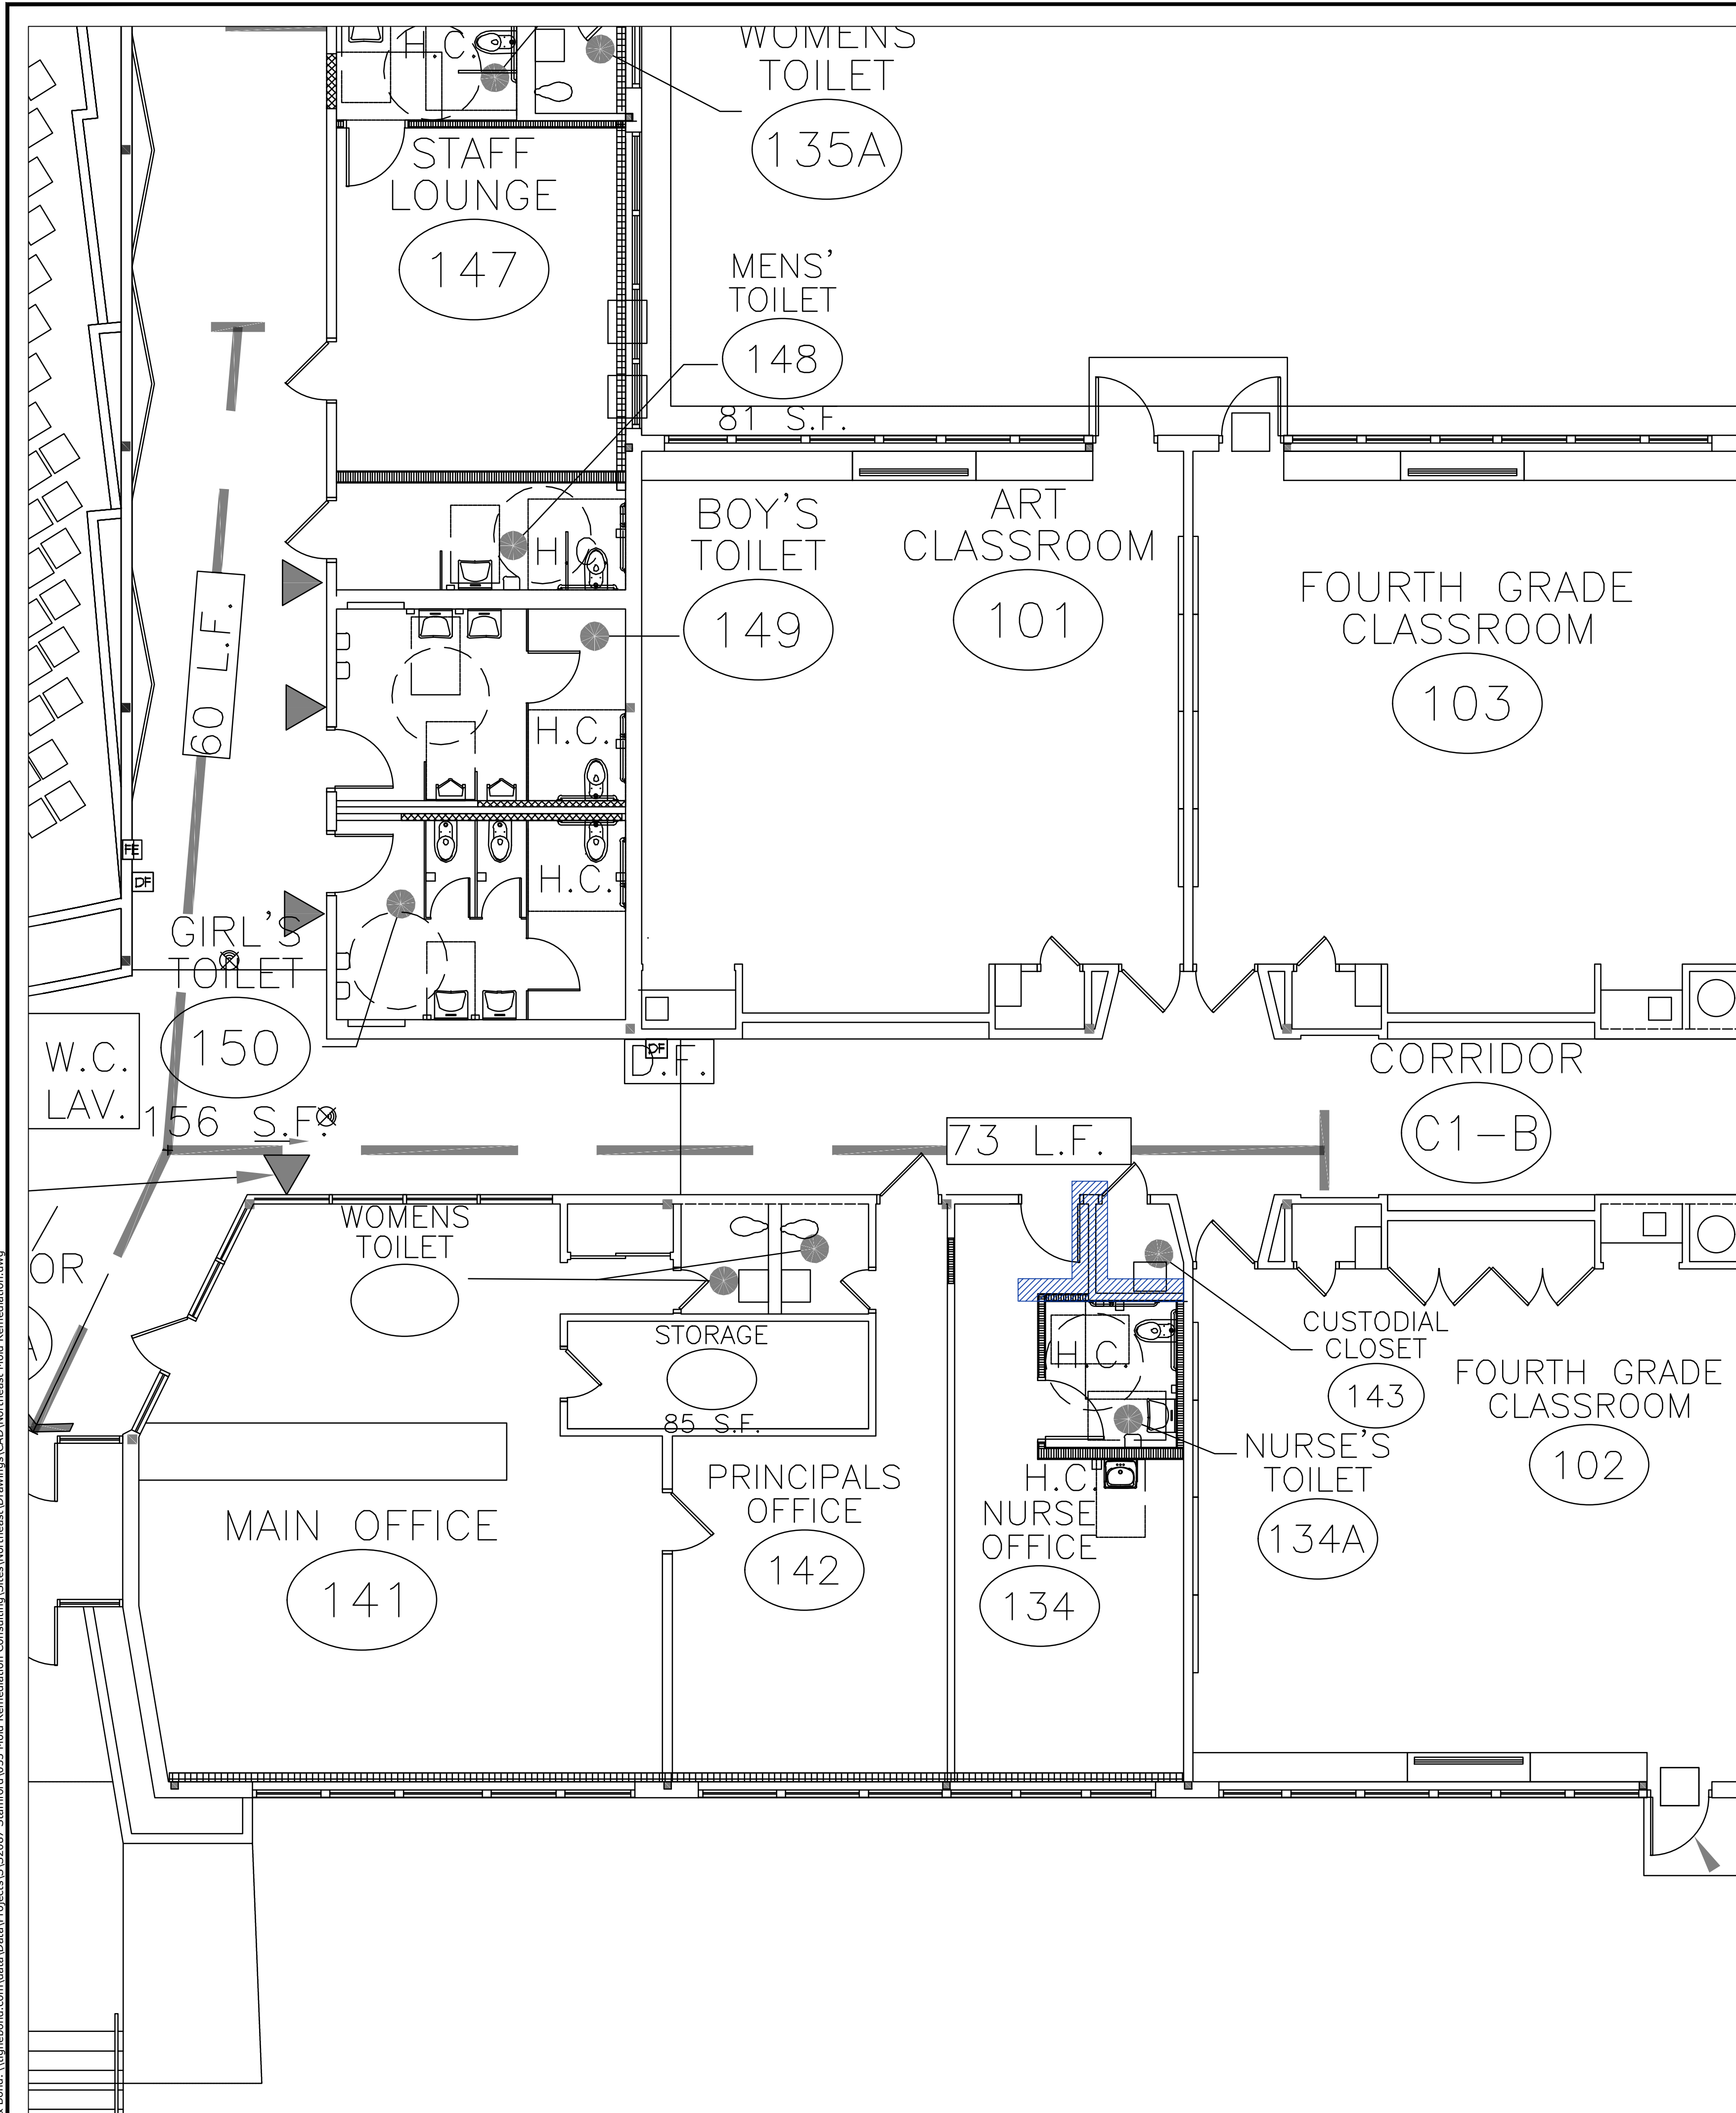 H.C.
WOMENS
TOILET
135A
STAFF
LOUNGE
147
MENS'
TOILET
148
81 S.F.
BOY'S
TOILET
149
ART
CLASSROOM
101
FOURTH GRADE
CLASSROOM
103
H.C.
60 L.F.
H.C.
H.C.
FE
DF
GIRL'S
TOILET
150
156 S.F.
W.C.
LAV.
DF
D.F.
CORRIDOR
C1-B
73 L.F.
OR
WOMENS
TOILET
STORAGE
85 S.F.
H.C.
CUSTODIAL
CLOSET
143
FOURTH GRADE
CLASSROOM
102
NURSE'S
TOILET
134A
MAIN OFFICE
141
PRINCIPALS
OFFICE
142
H.C.
NURSE
OFFICE
134